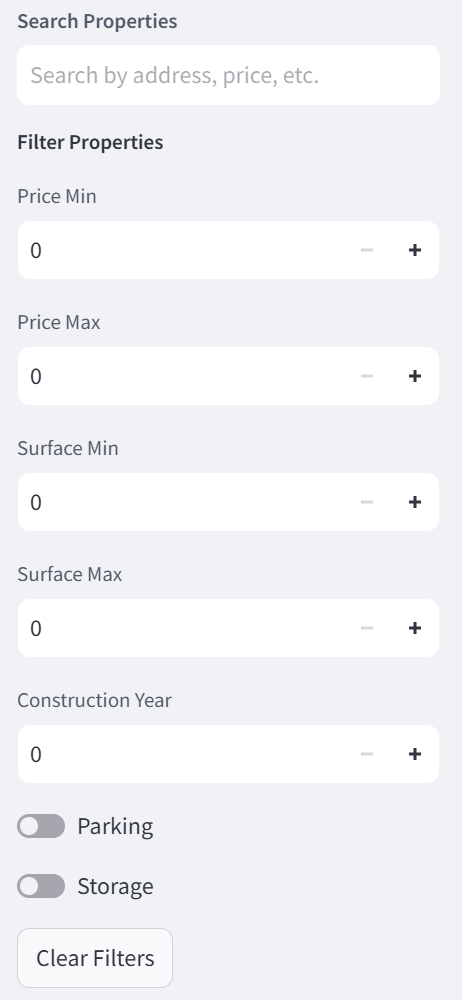 Search Properties
Search by address, price, etc.
Filter Properties
Price Min
0
Price Max
0
Surface Min
0
Surface Max
0
Construction Year
0
Parking
Storage
Clear Filters